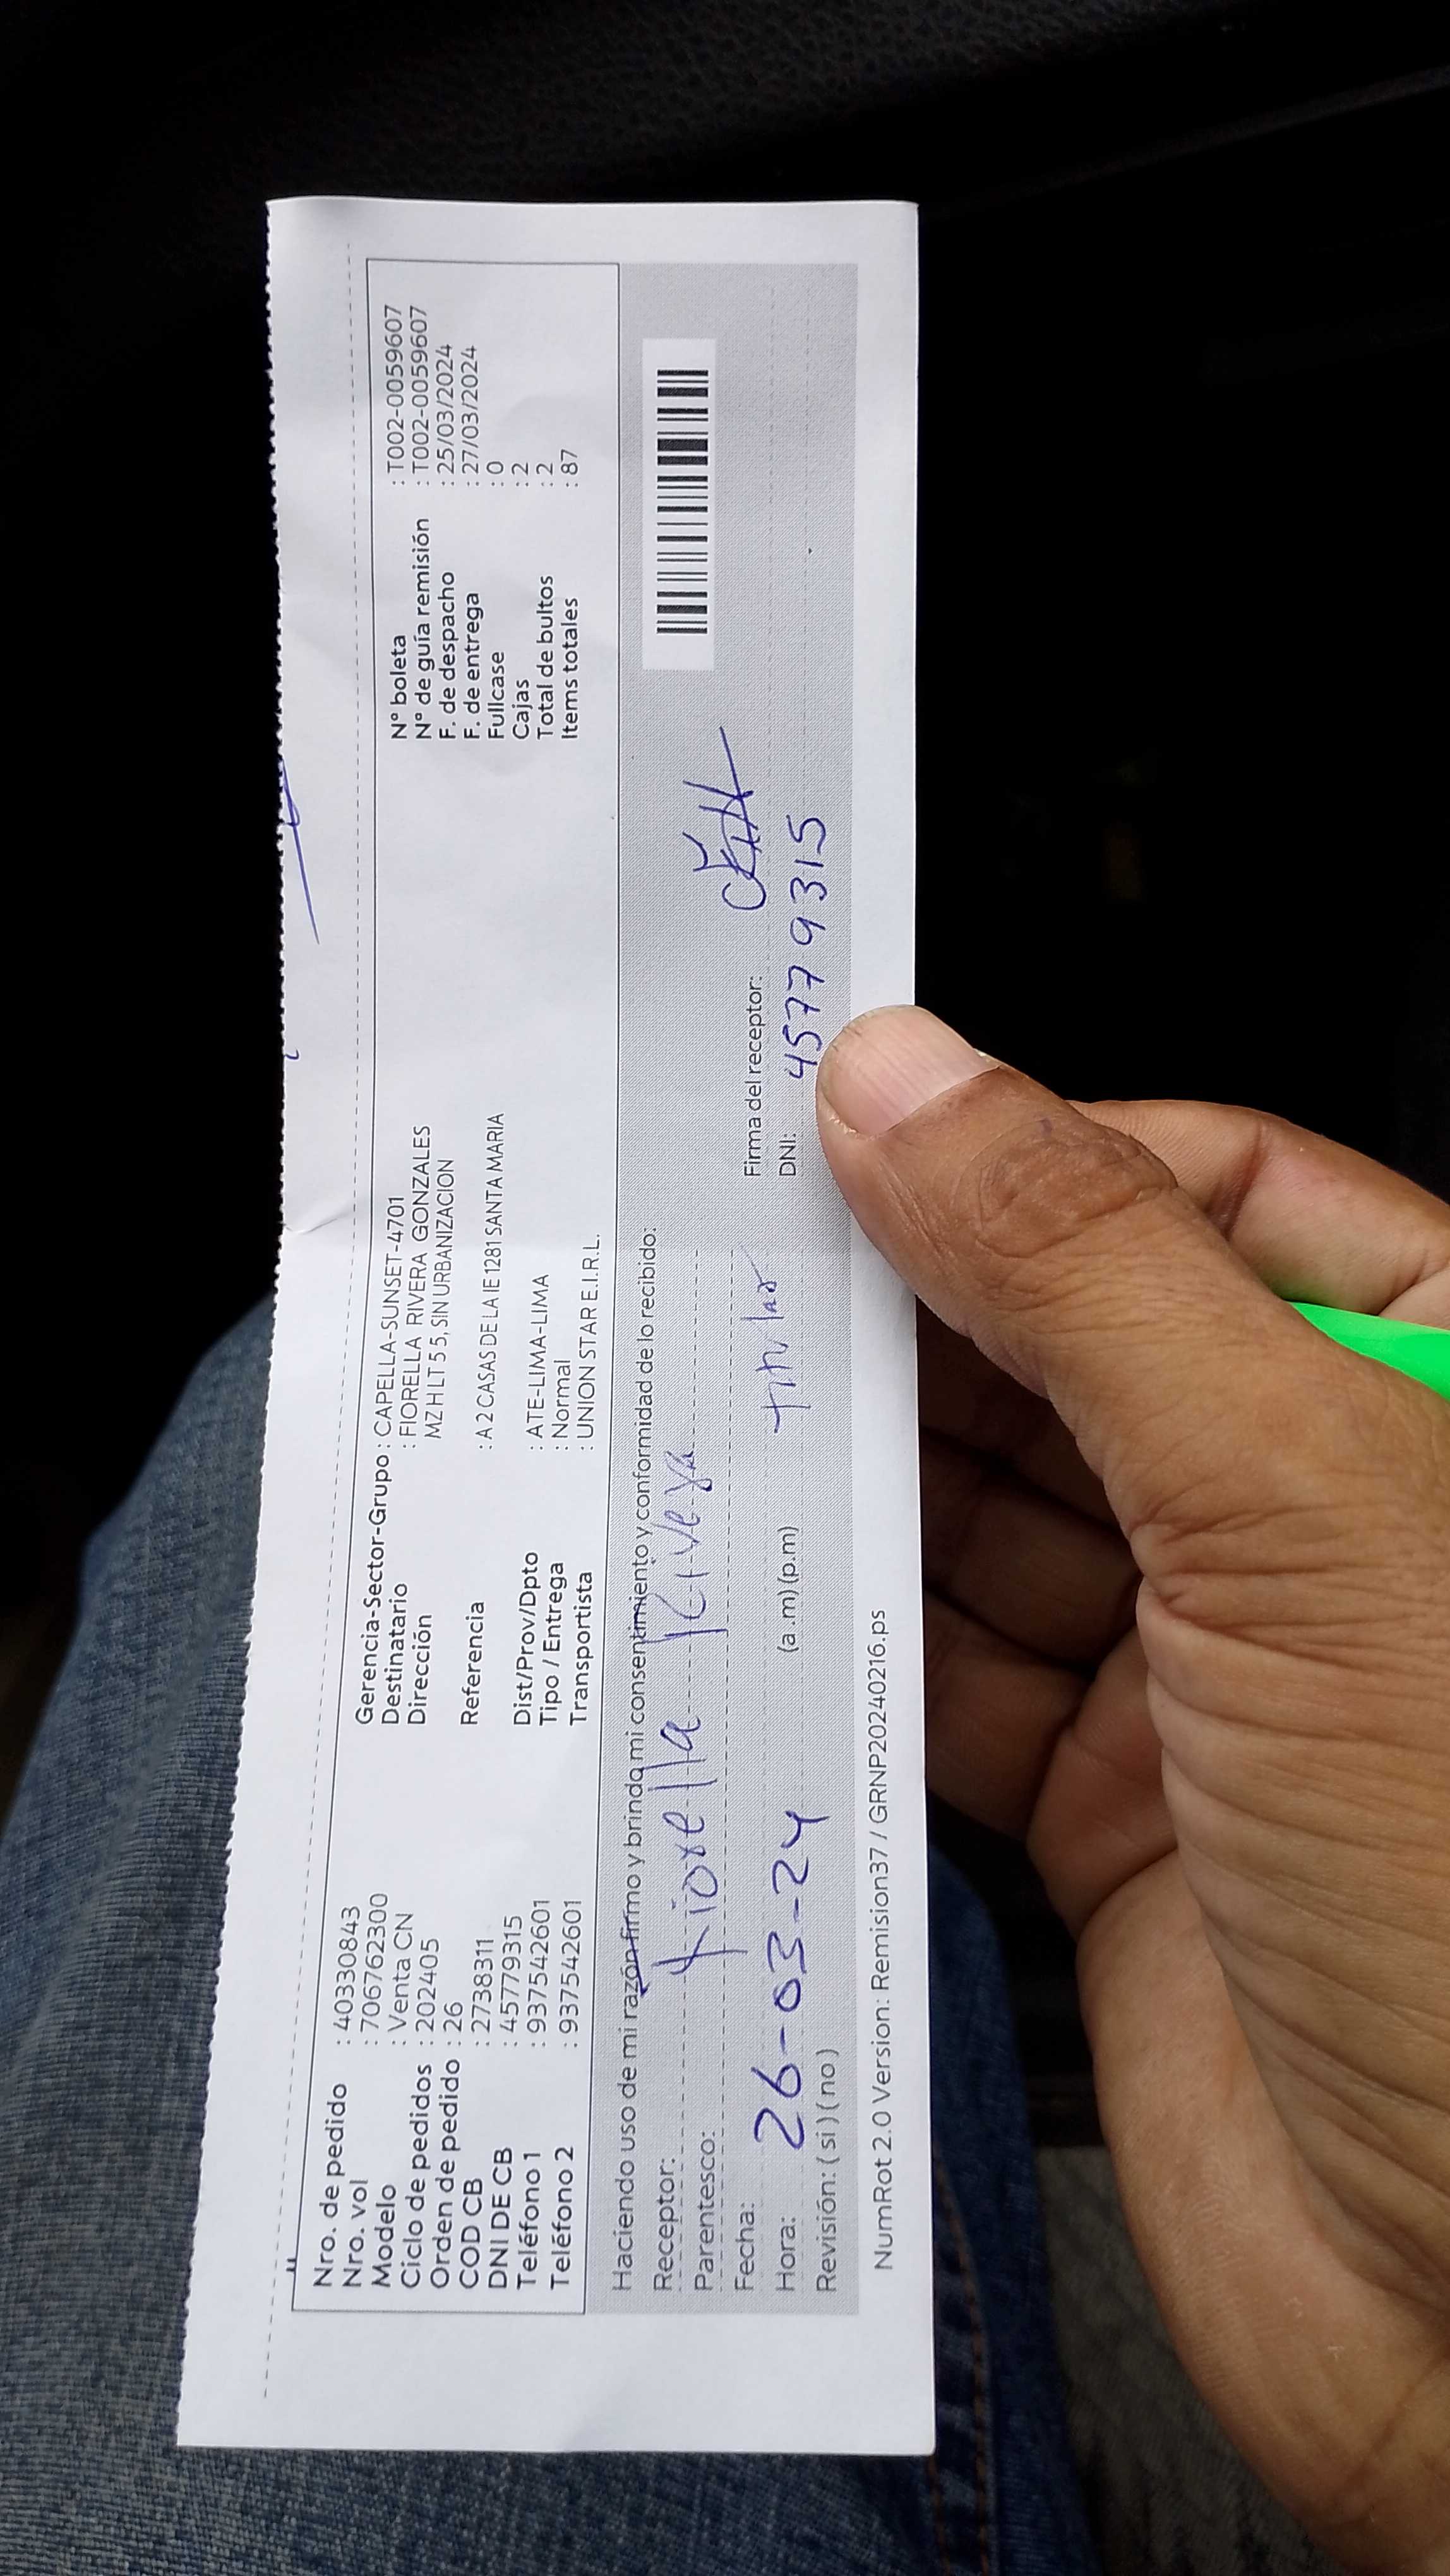 Nro. de pedido : 40330843
Nro. vol : 706762300
Modelo : Venta CN
Ciclo de pedidos : 202405
Orden de pedido : 26
COD CB : 2738311
DNI DE CB : 45779315
Teléfono 1 : 937542601
Teléfono 2 : 937542601
Gerencia-Sector-Grupo : CAPELLA-SUNSET-4701
Destinatario : FIORELLA RIVERA GONZALES
Dirección MZ H LT 5 5, SIN URBANIZACION
Referencia : A 2 CASAS DE LA IE 1281 SANTA MARIA
Dist/Prov/Dpto : ATE-LIMA-LIMA
Tipo / Entrega : Normal
Transportista : UNION STAR E.I.R.L.
N° boleta : T002-0059607
N° de guía remisión : T002-0059607
F. de despacho : 25/03/2024
F. de entrega : 27/03/2024
Fullcase : 0
Cajas : 2
Total de bultos : 2
Items totales : 87
Haciendo uso de mi razón firmo y brindo mi consentimiento y conformidad de lo recibido:
Receptor: Fiorella Rivera
Parentesco: titular
Fecha: 26-03-24
Hora: (a.m) (p.m)
Revisión: ( si ) ( no )
Firma del receptor:
DNI: 45779315
NumRot 2.0 Version: Remision37 / GRNP20240216.ps